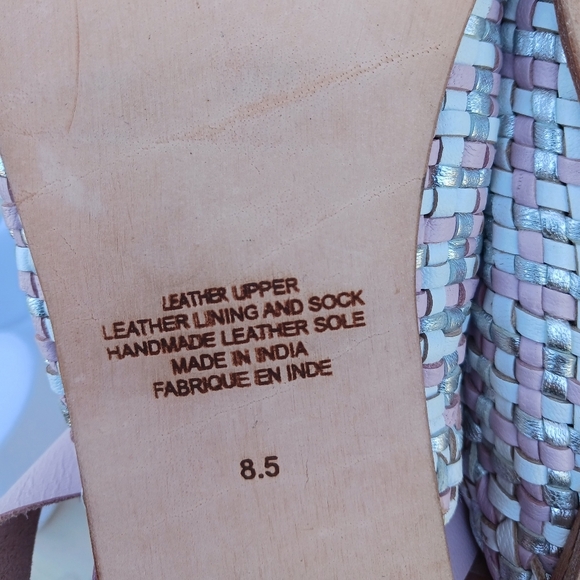 LEATHER UPPER
LEATHER LINING AND SOCK
HANDMADE LEATHER SOLE
MADE IN INDIA
FABRIQUE EN INDE
8.5